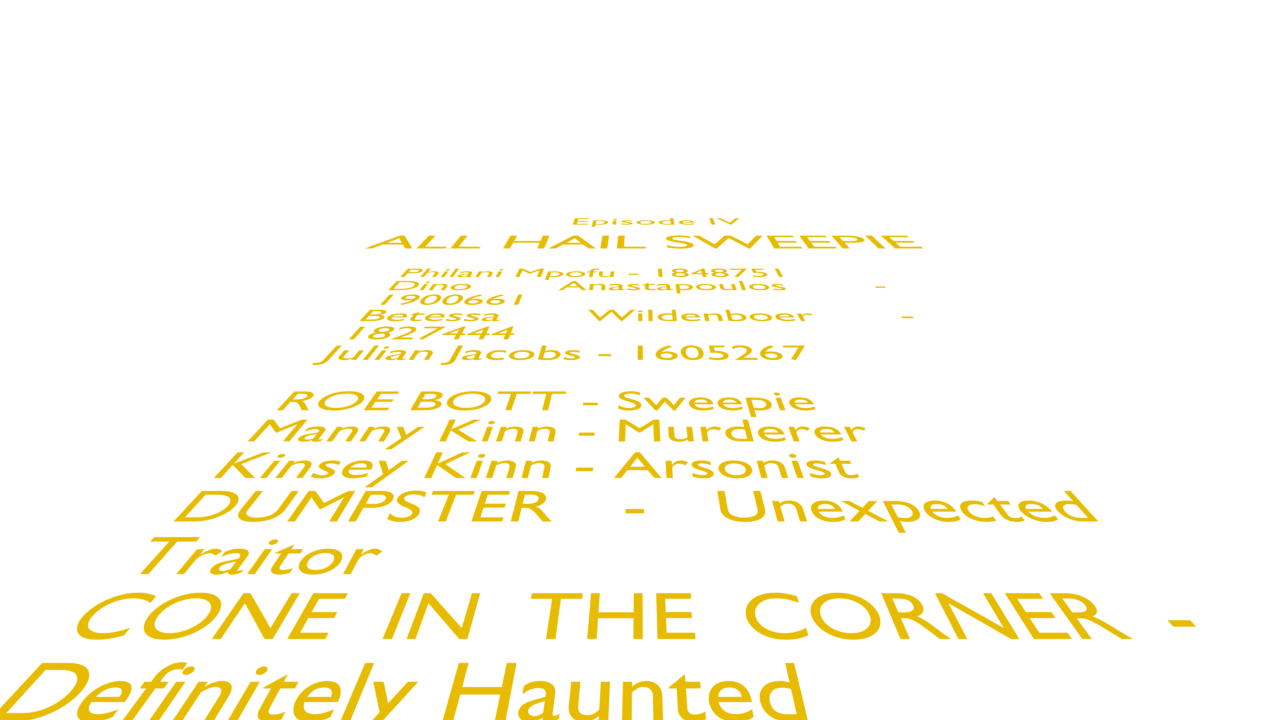 Episode IV
ALL HAIL SWEEPIE
Philani Mpofu - 1848751
Dino Anastapoulos -
1900661
Betessa Wildenboer -
1827444
Julian Jacobs - 1605267
ROE BOTT - Sweepie
Manny Kinn - Murderer
Kinsey Kinn - Arsonist
DUMPSTER - Unexpected
Traitor
CONE IN THE CORNER -
Definitely Haunted